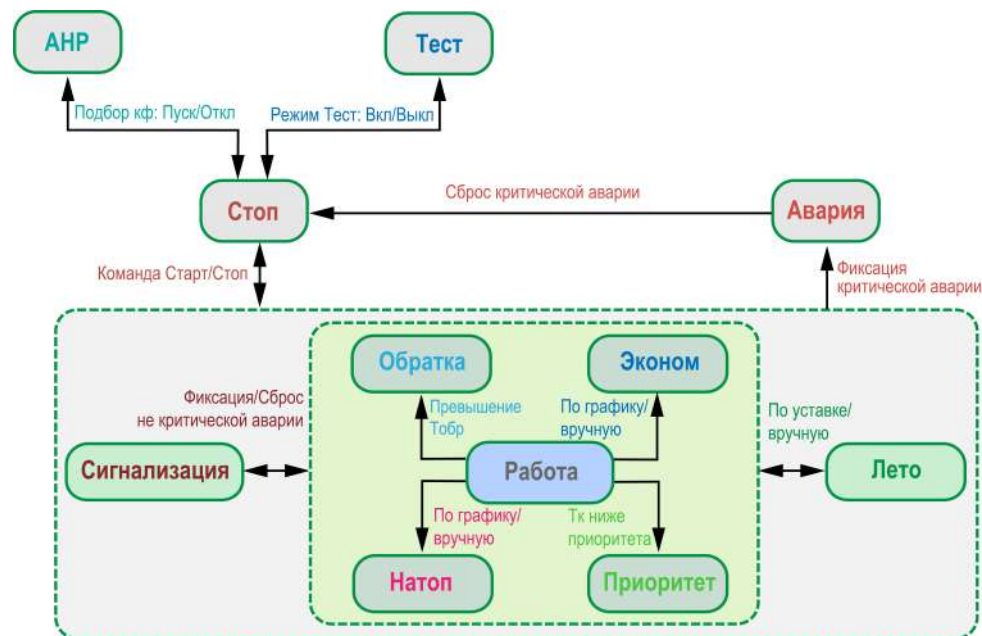 АНР
Тест
Подбор кф: Пуск/Откл
Режим Тест: Вкл/Выкл
Сброс критической аварии
Стоп
Авария
Команда Старт/Стоп
Фиксация
критической аварии
Обратка
Эконом
Фиксация/Сброс
не критической аварии
Превышение
Тобр
По графику/
вручную
По уставке/
вручную
Сигнализация
Работа
Лето
По графику/
вручную
Тк ниже
приоритета
Натоп
Приоритет